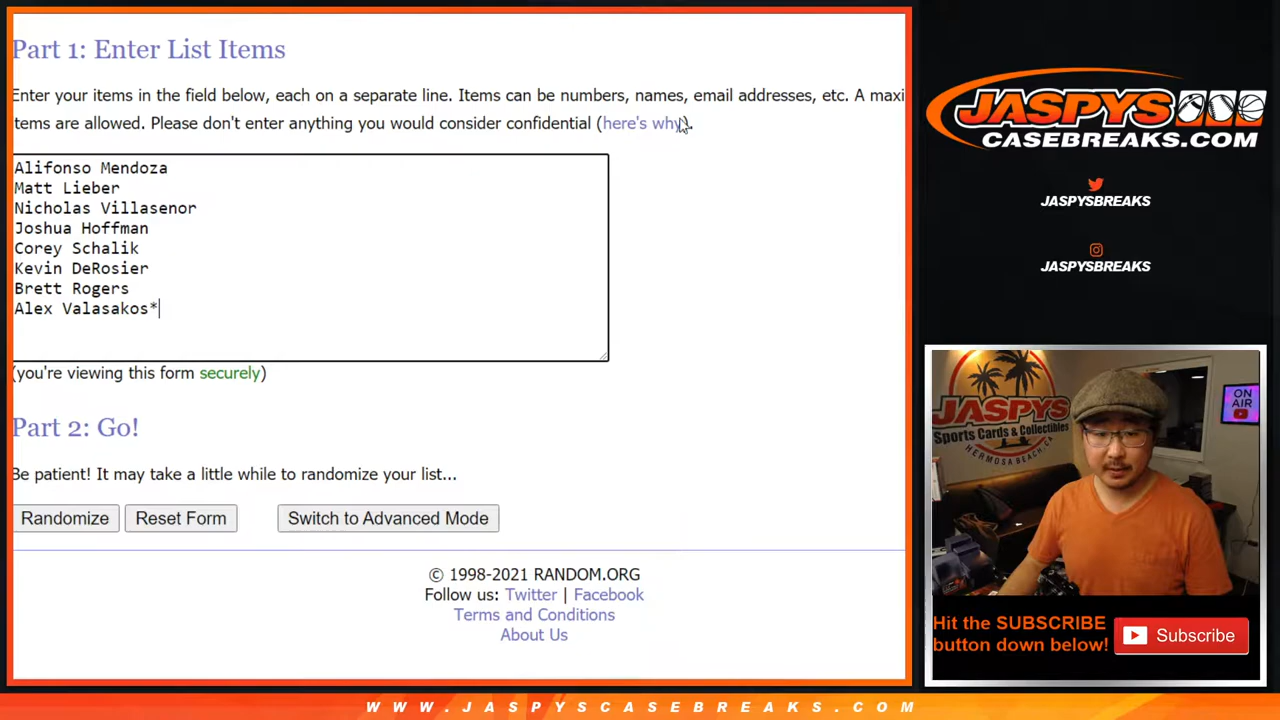 Part 1: Enter List Items
Enter your items in the field below, each on a separate line. Items can be numbers, names, email addresses, etc. A maxi
items are allowed. Please don't enter anything you would consider confidential (here's why).
Alifonso Mendoza
Matt Lieber
Nicholas Villasenor
Joshua Hoffman
Corey Schalik
Kevin DeRosier
Brett Rogers
Alex Valasakos*
(you're viewing this form securely)
Part 2: Go!
Be patient! It may take a little while to randomize your list...
Randomize
Reset Form
Switch to Advanced Mode
© 1998-2021 RANDOM.ORG
Follow us: Twitter | Facebook
Terms and Conditions
About Us
JASPYS
CASEBREAKS.COM
JASPYSBREAKS
JASPYSBREAKS
JASPYS
Sports Cards & Collectibles
HERMOSA BEACH, CA
ON
AIR
Hit the SUBSCRIBE
button down below!
Subscribe
WWW.JASPYSCASEBREAKS.COM